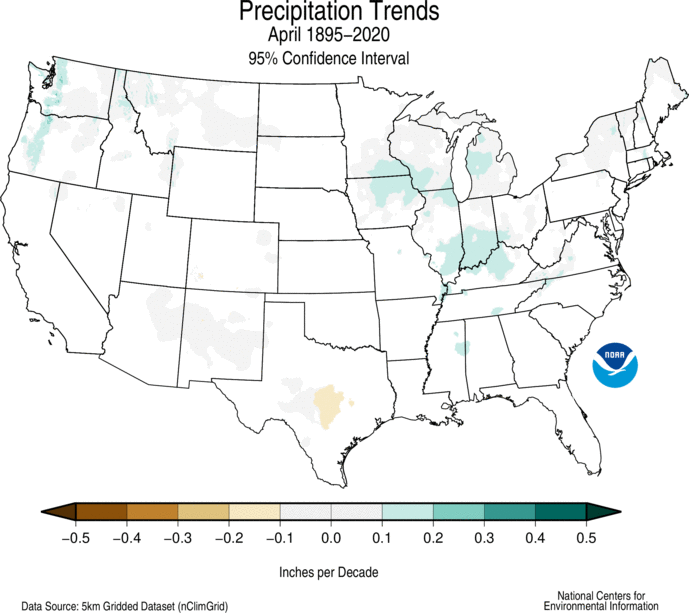 Precipitation Trends
April 1895–2020
95% Confidence Interval
NOAA
−0.5 −0.4 −0.3 −0.2 −0.1 0.0 0.1 0.2 0.3 0.4 0.5
Inches per Decade
Data Source: 5km Gridded Dataset (nClimGrid)
National Centers for
Environmental Information